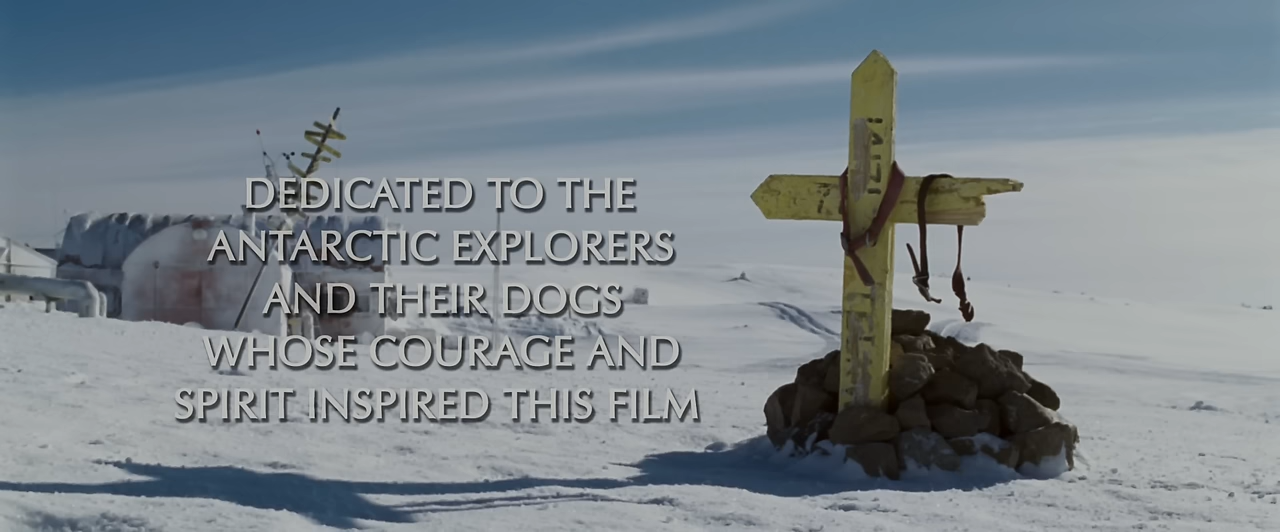 DEDICATED TO THE
ANTARCTIC EXPLORERS
AND THEIR DOGS
WHOSE COURAGE AND
SPIRIT INSPIRED THIS FILM